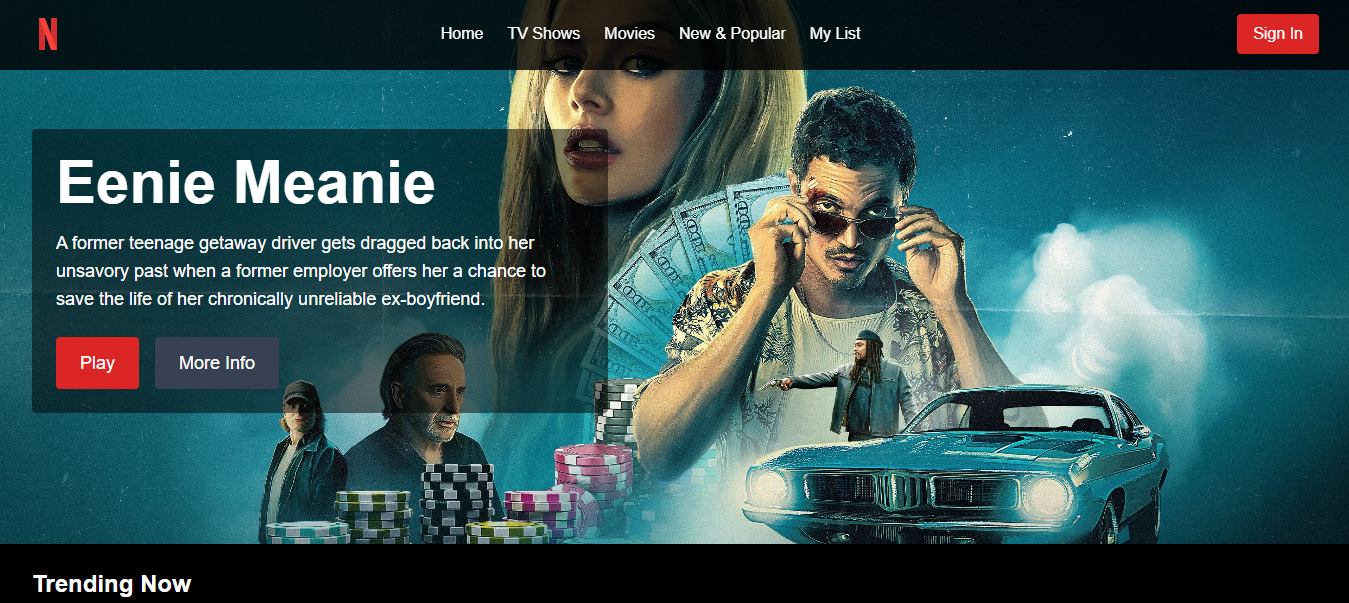 N
Home TV Shows Movies New & Popular My List Sign In
Eenie Meanie
A former teenage getaway driver gets dragged back into her
unsavory past when a former employer offers her a chance to
save the life of her chronically unreliable ex-boyfriend.
Play More Info
Trending Now